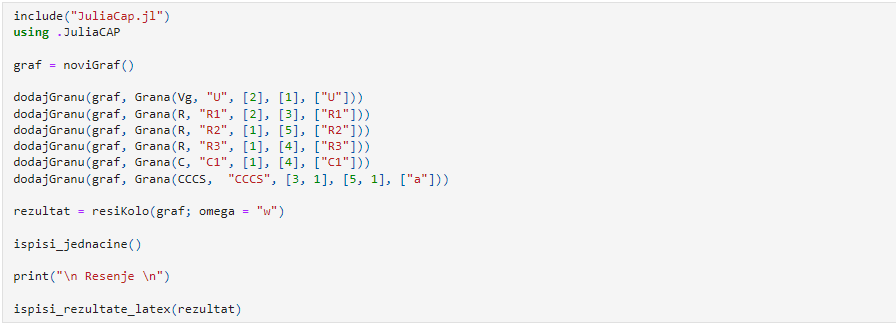 include("JuliaCap.jl")
using .JuliaCAP
graf = noviGraf()
dodajGranu(graf, Grana(Vg, "U", [2], [1], ["U"]))
dodajGranu(graf, Grana(R, "R1", [2], [3], ["R1"]))
dodajGranu(graf, Grana(R, "R2", [1], [5], ["R2"]))
dodajGranu(graf, Grana(R, "R3", [1], [4], ["R3"]))
dodajGranu(graf, Grana(C, "C1", [1], [4], ["C1"]))
dodajGranu(graf, Grana(CCCS,  "CCCS", [3, 1], [5, 1], ["a"]))
rezultat = resiKolo(graf; omega = "w")
ispisi_jednacine()
print("\n Resenje \n")
ispisi_rezultate_latex(rezultat)